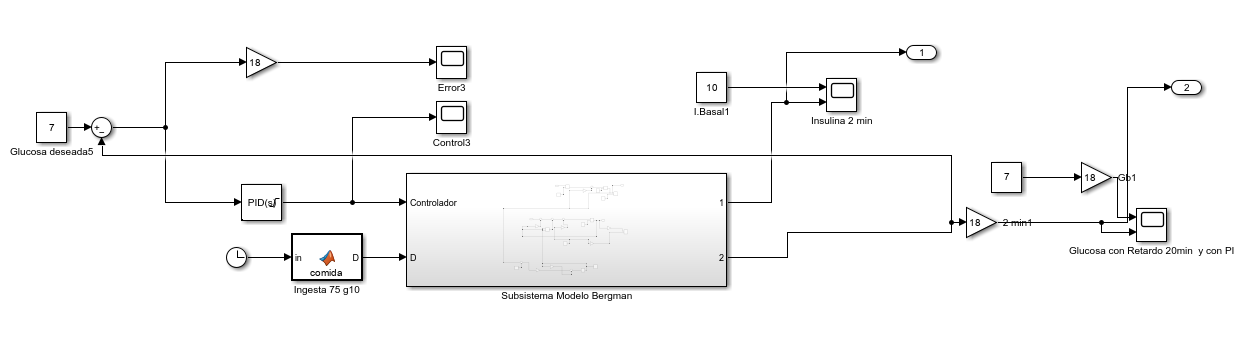 18
Error3
1
10
I.Basal1
Insulina 2 min
2
Control3
7
+
_
Glucosa deseada5
7
18
Gb1
PID(s)
Controlador
1
18
2 min1
Glucosa con Retardo 20min y con PI
in
D
comida
Ingesta 75 g10
D
2
Subsistema Modelo Bergman